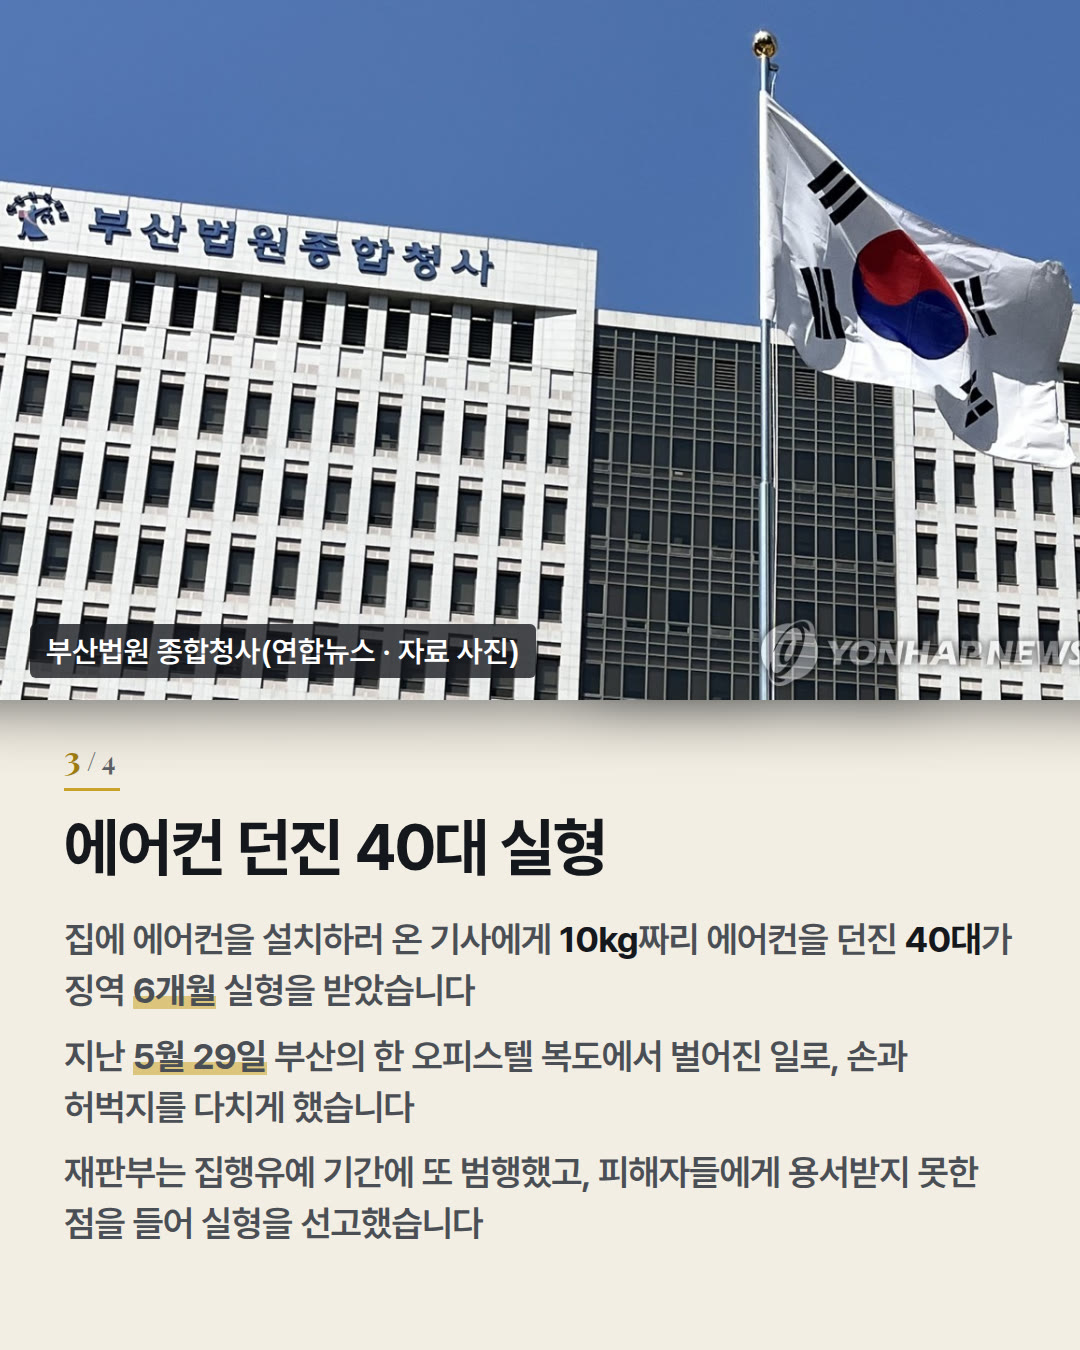 부산법원종합청사
부산법원 종합청사(연합뉴스 · 자료 사진)
YONHAP NEWS
3 / 4
에어컨 던진 40대 실형
집에 에어컨을 설치하러 온 기사에게 10kg짜리 에어컨을 던진 40대가
징역 6개월 실형을 받았습니다
지난 5월 29일 부산의 한 오피스텔 복도에서 벌어진 일로, 손과
허벅지를 다치게 했습니다
재판부는 집행유예 기간에 또 범행했고, 피해자들에게 용서받지 못한
점을 들어 실형을 선고했습니다